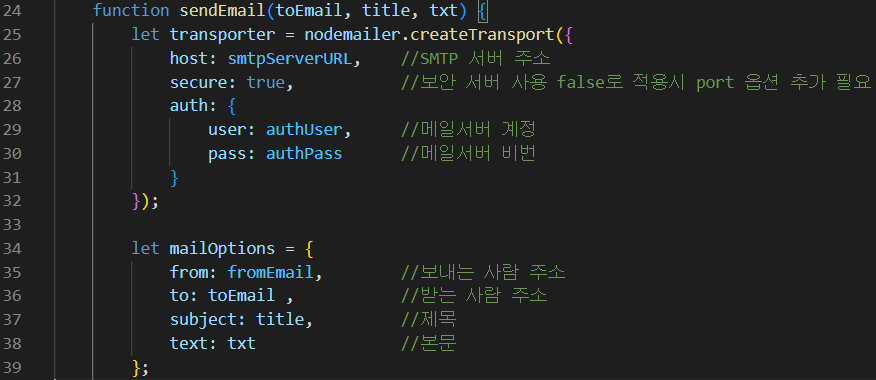 24 function sendEmail(toEmail, title, txt) {
25 let transporter = nodemailer.createTransport({
26 host: smtpServerURL, //SMTP 서버 주소
27 secure: true, //보안 서버 사용 false로 적용시 port 옵션 추가 필요
28 auth: {
29 user: authUser, //메일서버 계정
30 pass: authPass //메일서버 비번
31 }
32 });
33
34 let mailOptions = {
35 from: fromEmail, //보내는 사람 주소
36 to: toEmail , //받는 사람 주소
37 subject: title, //제목
38 text: txt //본문
39 };